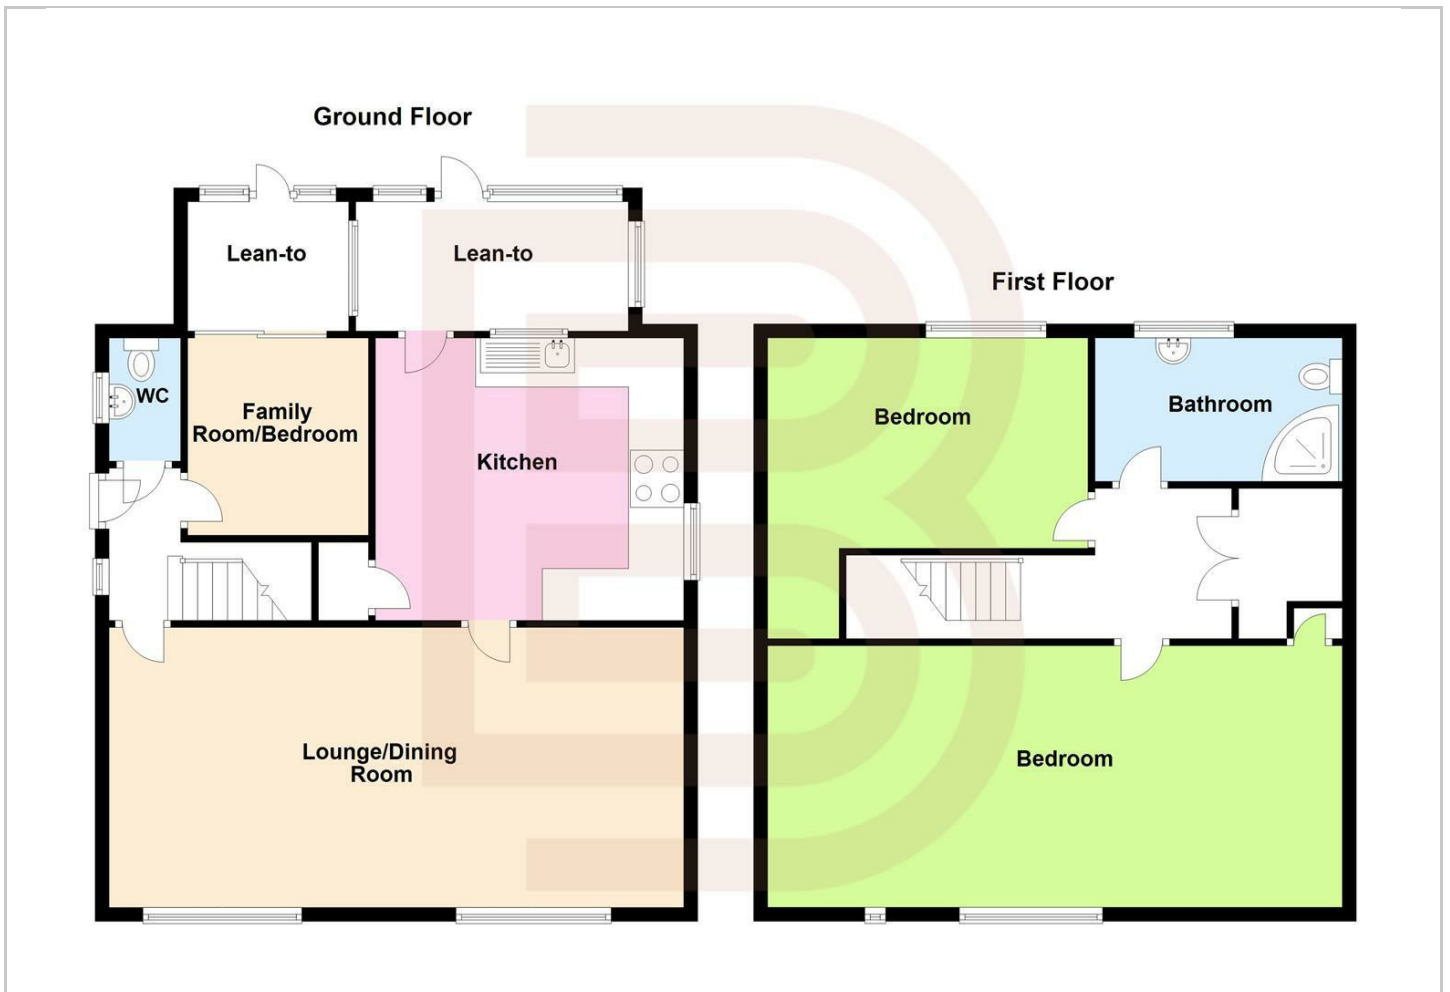 Ground Floor
Lean-to
Lean-to
WC
Family
Room/Bedroom
Kitchen
Lounge/Dining
Room
First Floor
Bedroom
Bathroom
Bedroom